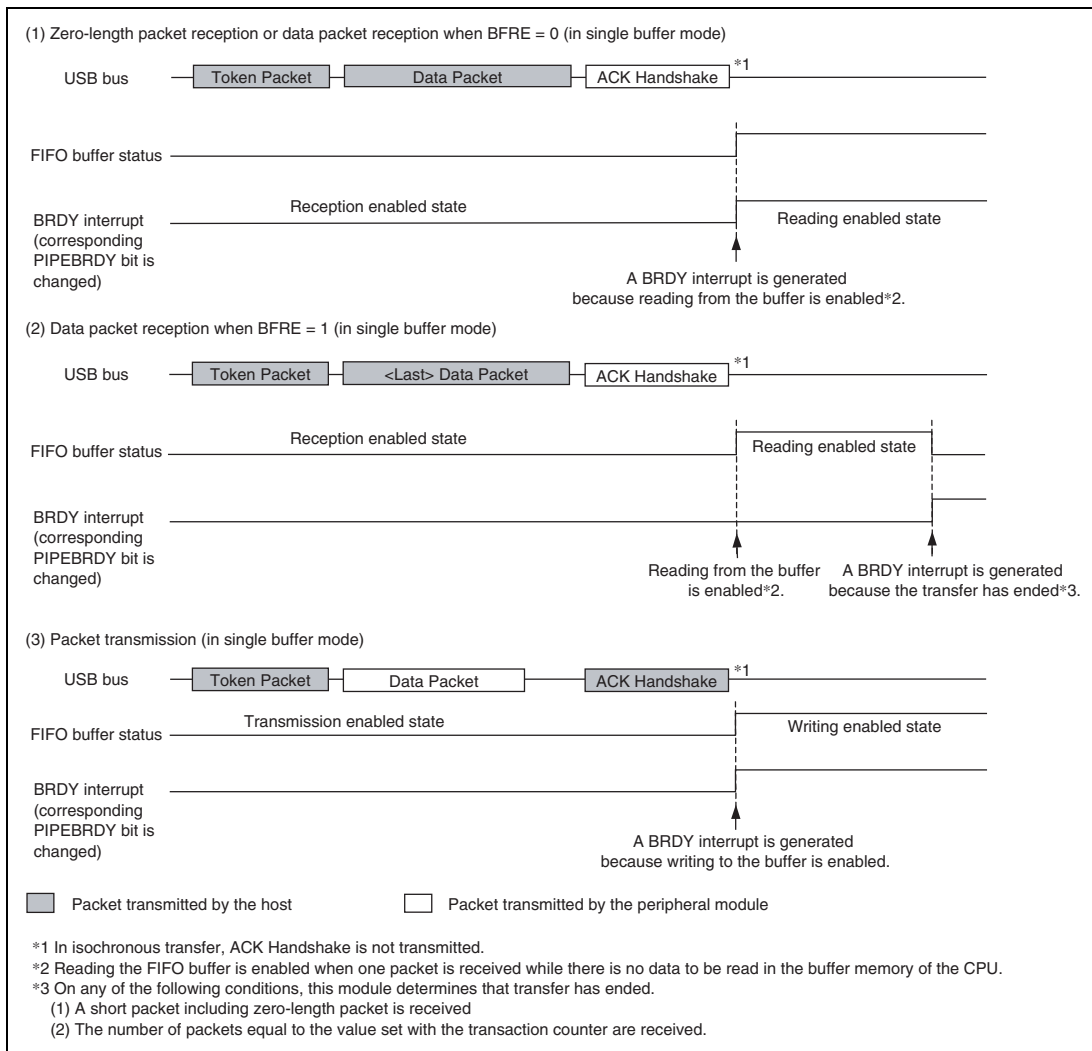 (1) Zero-length packet reception or data packet reception when BFRE = 0 (in single buffer mode)
USB bus
Token Packet
Data Packet
ACK Handshake
*1
FIFO buffer status
Reception enabled state
Reading enabled state
BRDY interrupt
(corresponding
PIPEBRDY bit is
changed)
A BRDY interrupt is generated
because reading from the buffer is enabled*2.
(2) Data packet reception when BFRE = 1 (in single buffer mode)
USB bus
Token Packet
<Last> Data Packet
ACK Handshake
*1
FIFO buffer status
Reception enabled state
Reading enabled state
BRDY interrupt
(corresponding
PIPEBRDY bit is
changed)
Reading from the buffer
is enabled*2.
A BRDY interrupt is generated
because the transfer has ended*3.
(3) Packet transmission (in single buffer mode)
USB bus
Token Packet
Data Packet
ACK Handshake
*1
FIFO buffer status
Transmission enabled state
Writing enabled state
BRDY interrupt
(corresponding
PIPEBRDY bit is
changed)
A BRDY interrupt is generated
because writing to the buffer is enabled.
Packet transmitted by the host
Packet transmitted by the peripheral module
*1 In isochronous transfer, ACK Handshake is not transmitted.
*2 Reading the FIFO buffer is enabled when one packet is received while there is no data to be read in the buffer memory of the CPU.
*3 On any of the following conditions, this module determines that transfer has ended.
(1) A short packet including zero-length packet is received
(2) The number of packets equal to the value set with the transaction counter are received.